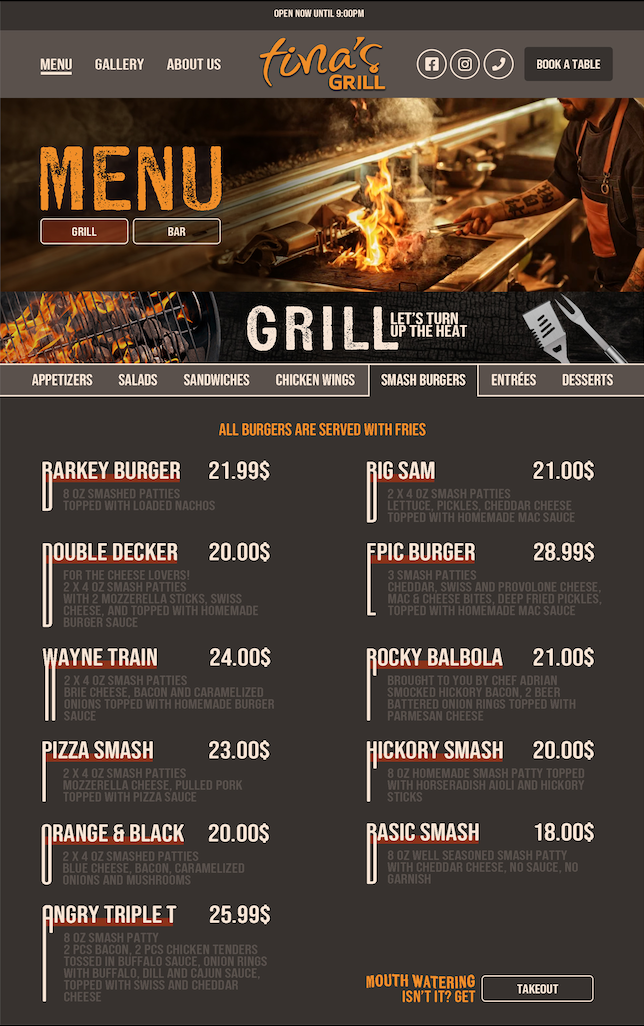 OPEN NOW UNTIL 9:00PM
MENU GALLERY ABOUT US
tina's
GRILL
BOOK A TABLE
MENU
GRILL BAR
GRILL
LET'S TURN
UP THE HEAT
APPETIZERS SALADS SANDWICHES CHICKEN WINGS SMASH BURGERS ENTRÉES DESSERTS
ALL BURGERS ARE SERVED WITH FRIES
BARKEY BURGER 21.99$
8 OZ SMASHED PATTIES
TOPPED WITH LOADED NACHOS
BIG SAM 21.00$
2 X 4 OZ SMASH PATTIES
LETTUCE, PICKLES, CHEDDAR CHEESE
TOPPED WITH HOMEMADE MAC SAUCE
DOUBLE DECKER 20.00$
FOR THE CHEESE LOVERS!
2 X 4 OZ SMASH PATTIES
WITH 2 MOZZERELLA STICKS, SWISS
CHEESE, AND TOPPED WITH HOMEMADE
BURGER SAUCE
EPIC BURGER 28.99$
3 SMASH PATTIES
CHEDDAR, SWISS AND PROVOLONE CHEESE,
MAC & CHEESE BITES, DEEP FRIED PICKLES,
TOPPED WITH HOMEMADE MAC SAUCE
WAYNE TRAIN 24.00$
2 X 4 OZ SMASH PATTIES
BRIE CHEESE, BACON AND CARAMELIZED
ONIONS TOPPED WITH HOMEMADE BURGER
SAUCE
ROCKY BALBOLA 21.00$
BROUGHT TO YOU BY CHEF ADRIAN
SMOCKED HICKORY BACON, 2 BEER
BATTERED ONION RINGS TOPPED WITH
PARMESAN CHEESE
PIZZA SMASH 23.00$
2 X 4 OZ SMASH PATTIES
MOZZERELLA CHEESE, PULLED PORK
TOPPED WITH PIZZA SAUCE
HICKORY SMASH 20.00$
8 OZ HOMEMADE SMASH PATTY TOPPED
WITH HORSERADISH AIOLI AND HICKORY
STICKS
ORANGE & BLACK 20.00$
2 X 4 OZ SMASHED PATTIES
BLUE CHEESE, BACON, CARAMELIZED
ONIONS AND MUSHROOMS
BASIC SMASH 18.00$
8 OZ WELL SEASONED SMASH PATTY
WITH CHEDDAR CHEESE, NO SAUCE, NO
GARNISH
ANGRY TRIPLE T 25.99$
8 OZ SMASH PATTY
2 PCS BACON, 2 PCS CHICKEN TENDERS
TOSSED IN BUFFALO SAUCE, ONION RINGS
WITH BUFFALO, DILL AND CAJUN SAUCE,
TOPPED WITH SWISS AND CHEDDAR
CHEESE
MOUTH WATERING
ISN'T IT? GET
TAKEOUT